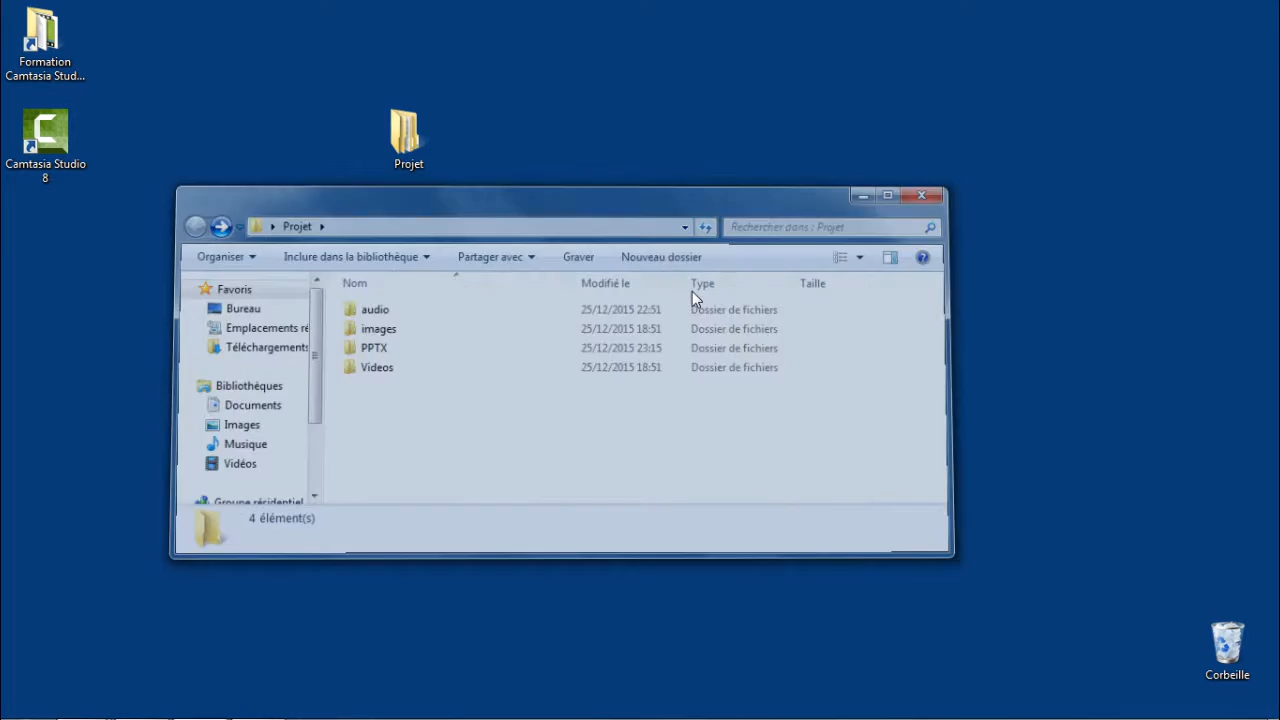 Formation
Camtasia Stud...
Camtasia Studio
8
Projet
Projet
Rechercher dans : Projet
Organiser
Inclure dans la bibliothèque
Partager avec
Graver
Nouveau dossier
Nom
Modifié le
Type
Taille
audio
25/12/2015 22:51
Dossier de fichiers
images
25/12/2015 18:51
Dossier de fichiers
PPTX
25/12/2015 23:15
Dossier de fichiers
Videos
25/12/2015 18:51
Dossier de fichiers
Favoris
Bureau
Emplacements ré
Téléchargements
Bibliothèques
Documents
Images
Musique
Vidéos
Groupe résidentiel
4 élément(s)
Corbeille